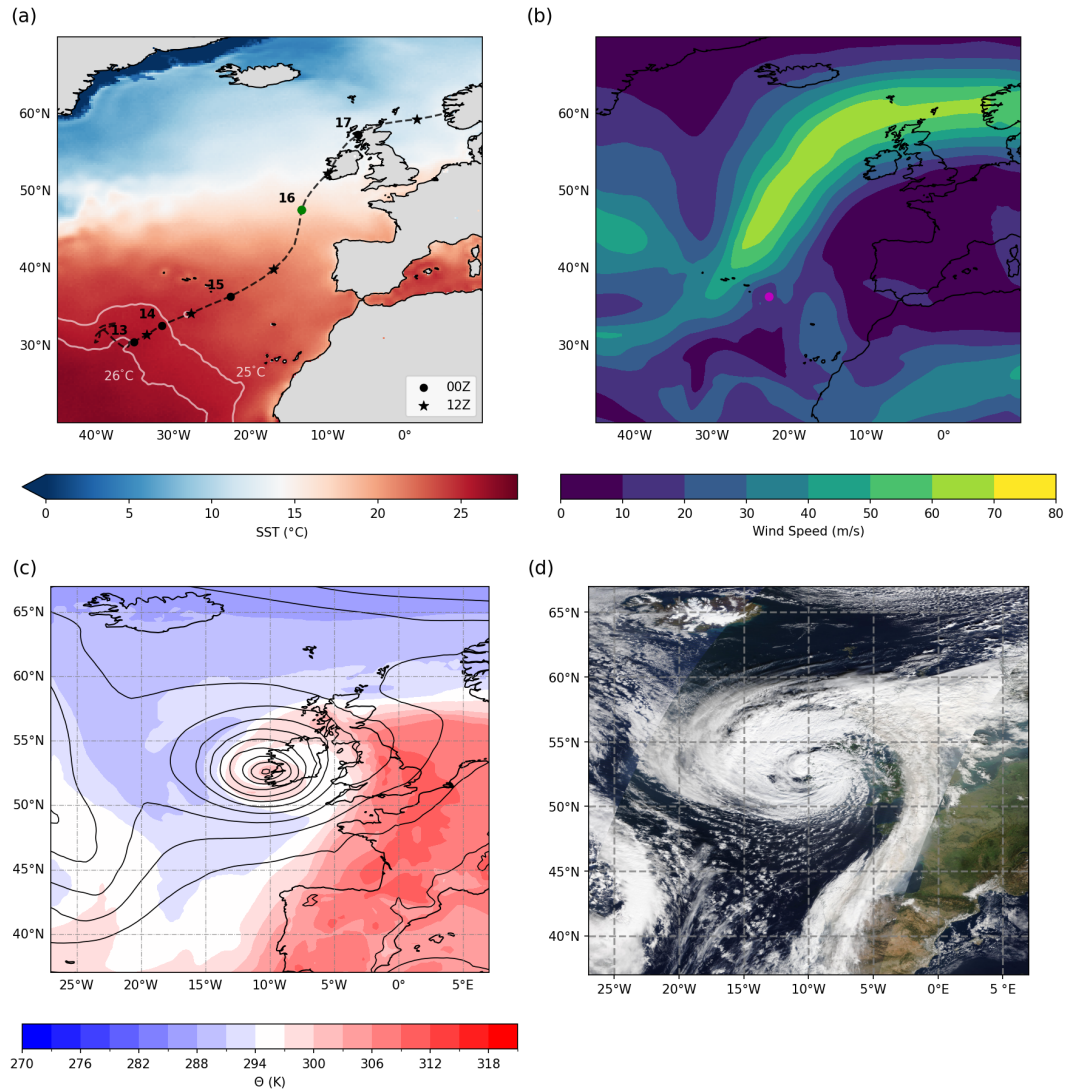 (a)
60°N
50°N
40°N
30°N
17
16
15
14
13
26°C
25°C
00Z
12Z
40°W 30°W 20°W 10°W 0°
0 5 10 15 20 25
SST (°C)
(b)
60°N
50°N
40°N
30°N
40°W 30°W 20°W 10°W 0°
0 10 20 30 40 50 60 70 80
Wind Speed (m/s)
(c)
65°N
60°N
55°N
50°N
45°N
40°N
25°W 20°W 15°W 10°W 5°W 0° 5°E
270 276 282 288 294 300 306 312 318
Θ (K)
(d)
65°N
60°N
55°N
50°N
45°N
40°N
25°W 20°W 15°W 10°W 5°W 0°E 5°E